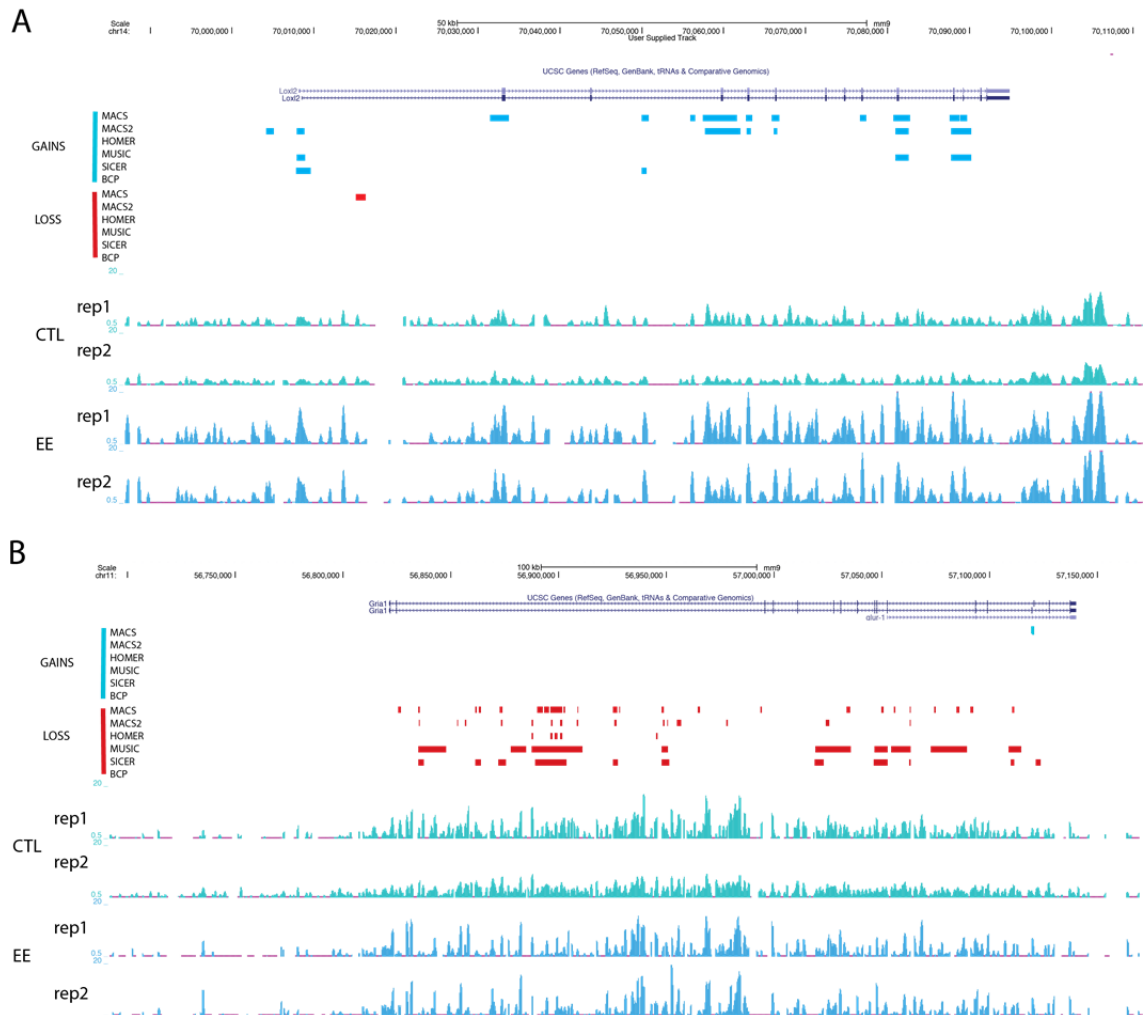 A
Scale
50 kb
mm9
chr14:
70,000,000
70,010,000
70,020,000
70,030,000
70,040,000
70,050,000
70,060,000
70,070,000
70,080,000
70,090,000
70,100,000
70,110,000
User Supplied Track
UCSC Genes (RefSeq, GenBank, tRNAs & Comparative Genomics)
Loxl2
Loxl2
GAINS
MACS
MACS2
HOMER
MUSIC
SICER
BCP
LOSS
MACS
MACS2
HOMER
MUSIC
SICER
BCP
20
CTL
rep1
0.5
20
rep2
0.5
20
EE
rep1
0.5
20
rep2
0.5
B
Scale
100 kb
mm9
chr11:
56,750,000
56,800,000
56,850,000
56,900,000
56,950,000
57,000,000
57,050,000
57,100,000
57,150,000
UCSC Genes (RefSeq, GenBank, tRNAs & Comparative Genomics)
Gria1
Gria1
glur-1
GAINS
MACS
MACS2
HOMER
MUSIC
SICER
BCP
LOSS
MACS
MACS2
HOMER
MUSIC
SICER
BCP
20
CTL
rep1
0.5
20
rep2
0.5
20
EE
rep1
0.5
20
rep2